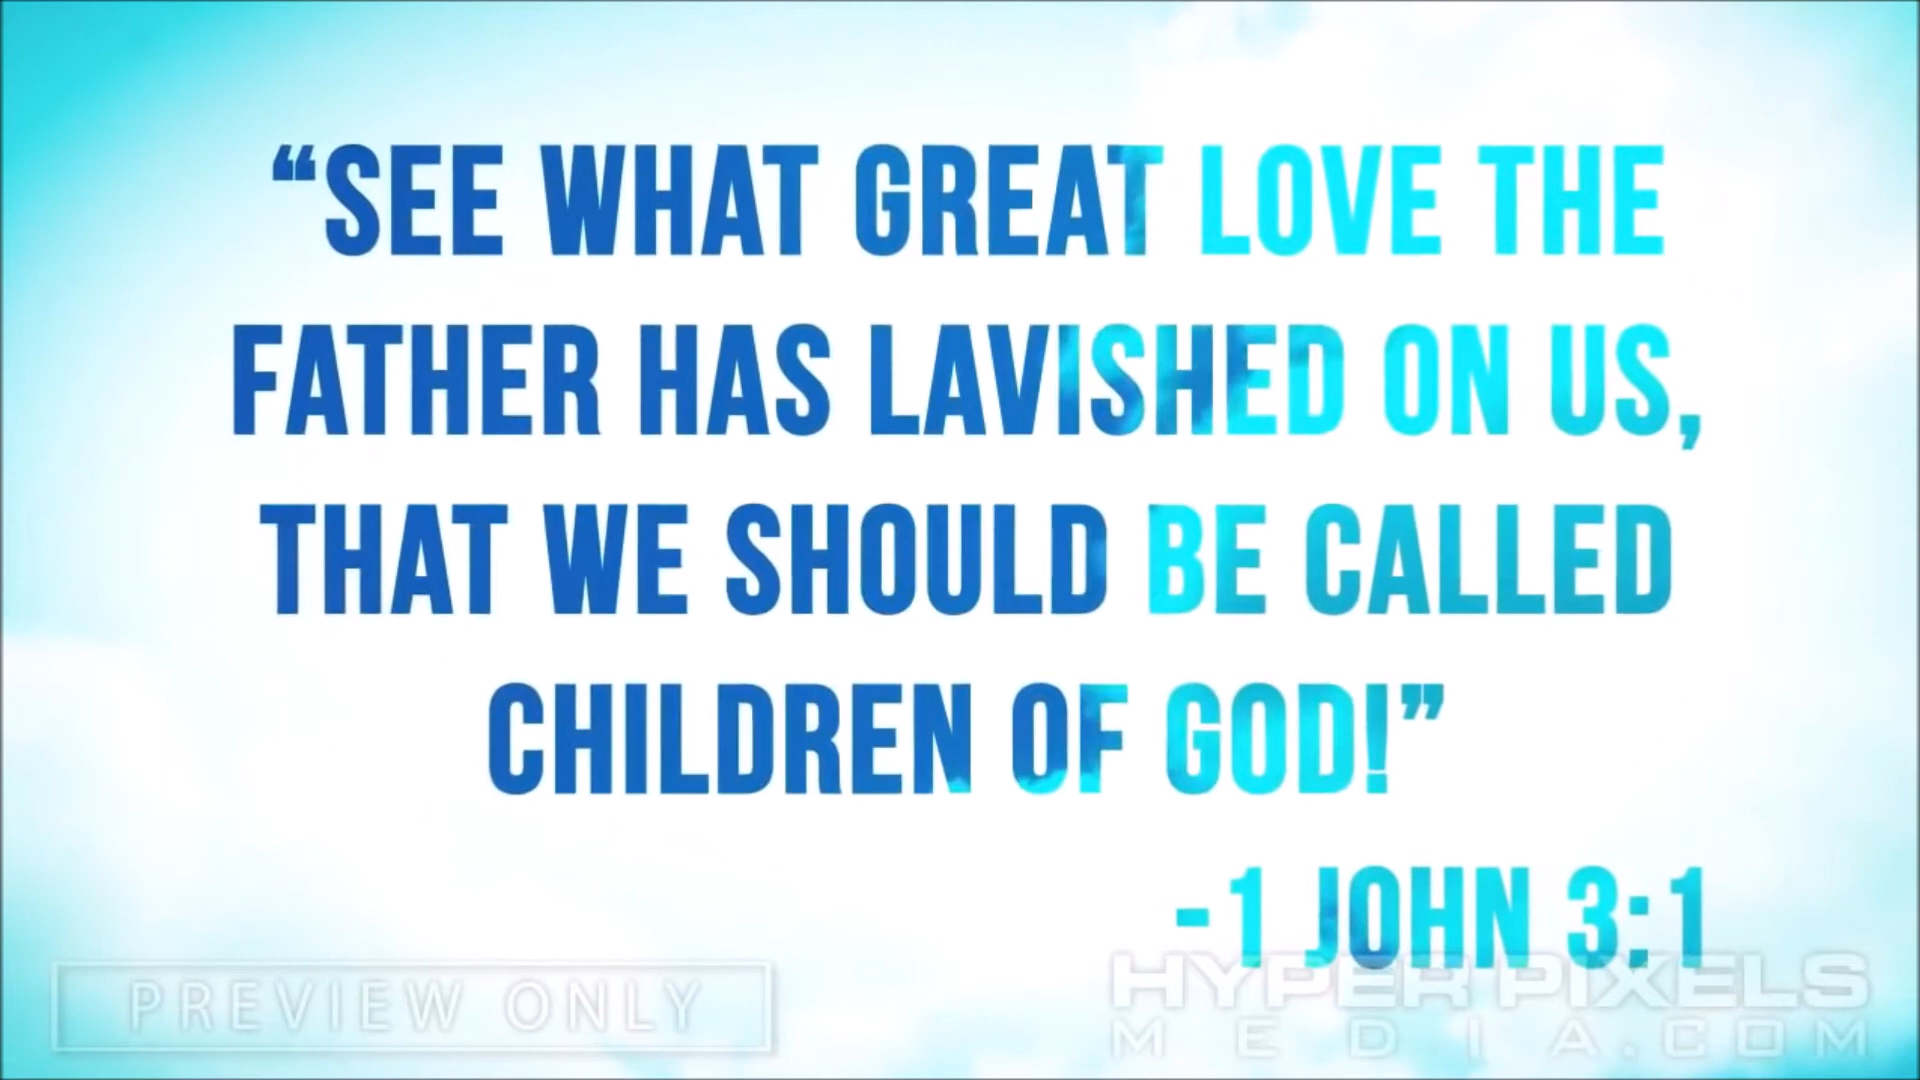 “SEE WHAT GREAT LOVE THE
FATHER HAS LAVISHED ON US,
THAT WE SHOULD BE CALLED
CHILDREN OF GOD!”
-1 JOHN 3:1
PREVIEW ONLY
HYPER PIXELS
MEDIA.COM